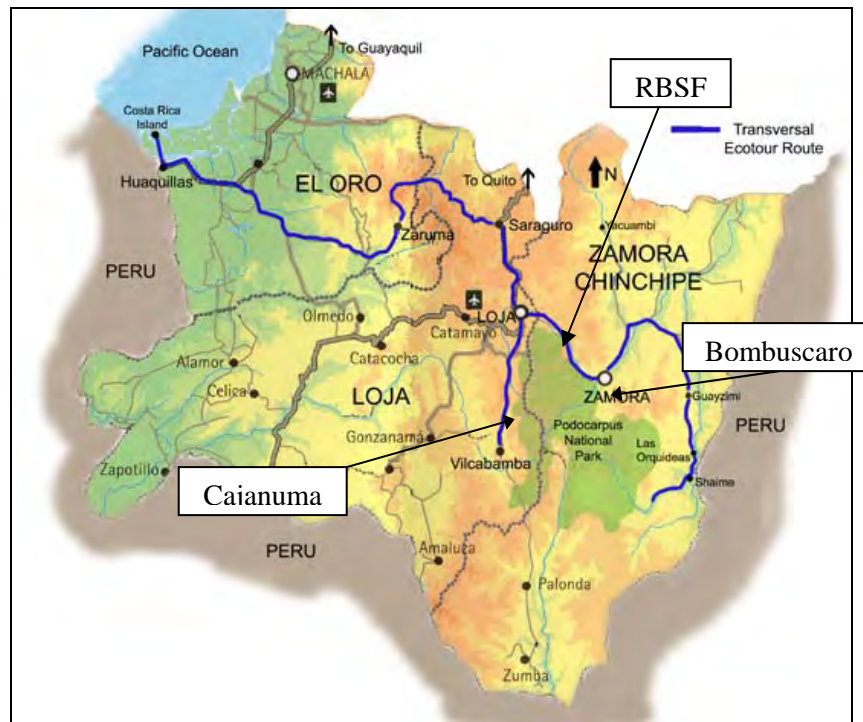 To Guayaquil
Pacific Ocean
MACHALA
RBSF
Costa Rica
Island
Transversal
Ecotour Route
Huaquillas
EL ORO
To Quito
N
Saraguro
Yacuambi
Zaruma
ZAMORA
CHINCHIPE
PERU
Olmedo
LOJA
Catamayo
Bombuscaro
Catacocha
Alamor
Celica
LOJA
ZAMORA
Guayzimi
PERU
Podocarpus
National
Park
Gonzanamá
Las
Orquideas
Zapotillo
Vilcabamba
Shaime
Caianuma
PERU
Amaluza
Palonda
Zumba